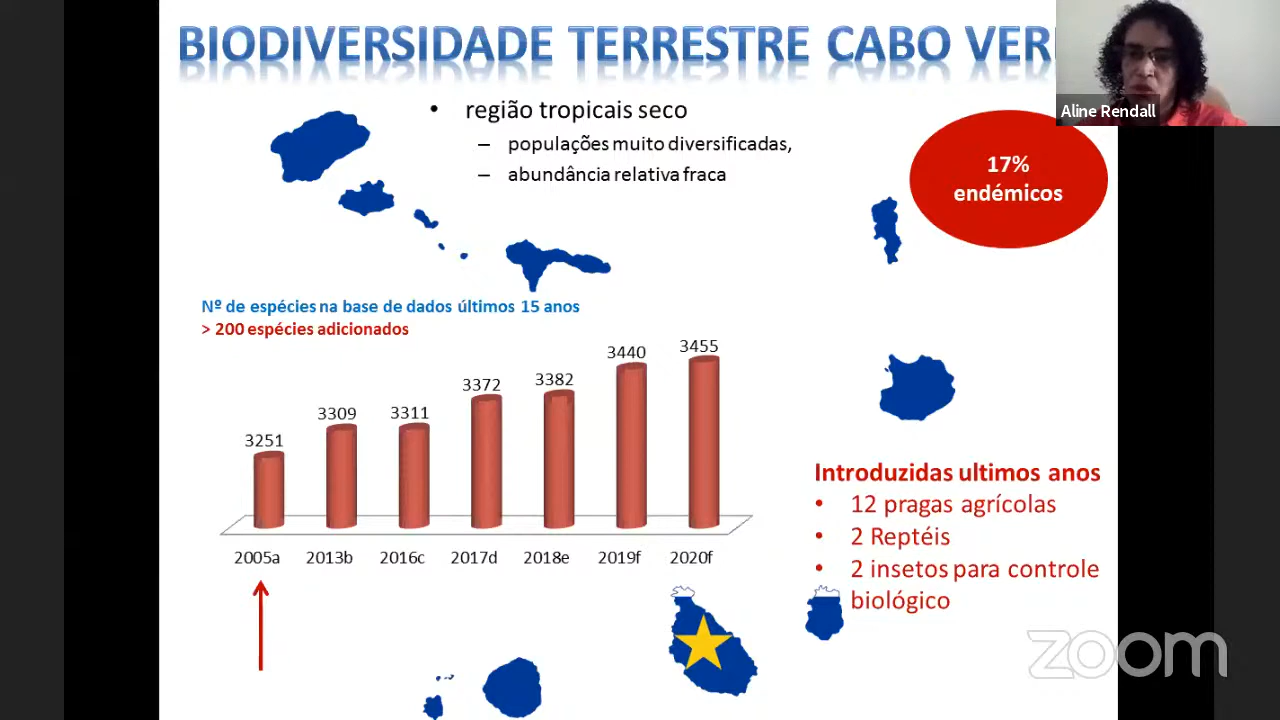 BIODIVERSIDADE TERRESTRE CABO VER
Aline Rendall
• região tropicais seco
– populações muito diversificadas,
– abundância relativa fraca
17%
endémicos
Nº de espécies na base de dados últimos 15 anos
> 200 espécies adicionados
3251
3309
3311
3372
3382
3440
3455
2005a
2013b
2016c
2017d
2018e
2019f
2020f
Introduzidas ultimos anos
• 12 pragas agrícolas
• 2 Reptéis
• 2 insetos para controle
biológico
zoom